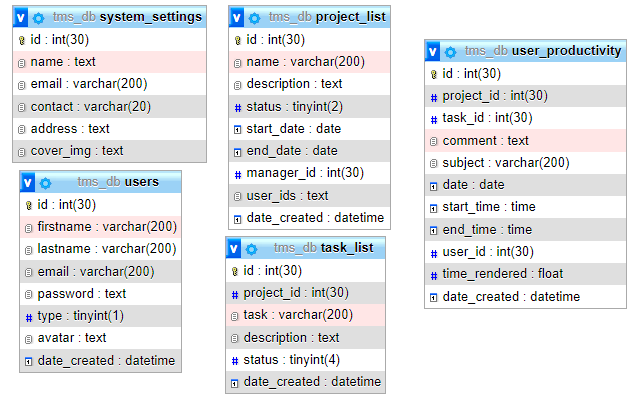 v tms_db system_settings
id : int(30)
name : text
email : varchar(200)
contact : varchar(20)
address : text
cover_img : text
v tms_db users
id : int(30)
firstname : varchar(200)
lastname : varchar(200)
email : varchar(200)
password : text
# type : tinyint(1)
avatar : text
date_created : datetime
v tms_db project_list
id : int(30)
name : varchar(200)
description : text
# status : tinyint(2)
start_date : date
end_date : date
# manager_id : int(30)
user_ids : text
date_created : datetime
v tms_db task_list
id : int(30)
# project_id : int(30)
task : varchar(200)
description : text
# status : tinyint(4)
date_created : datetime
v tms_db user_productivity
id : int(30)
# project_id : int(30)
# task_id : int(30)
comment : text
subject : varchar(200)
date : date
start_time : time
end_time : time
# user_id : int(30)
# time_rendered : float
date_created : datetime